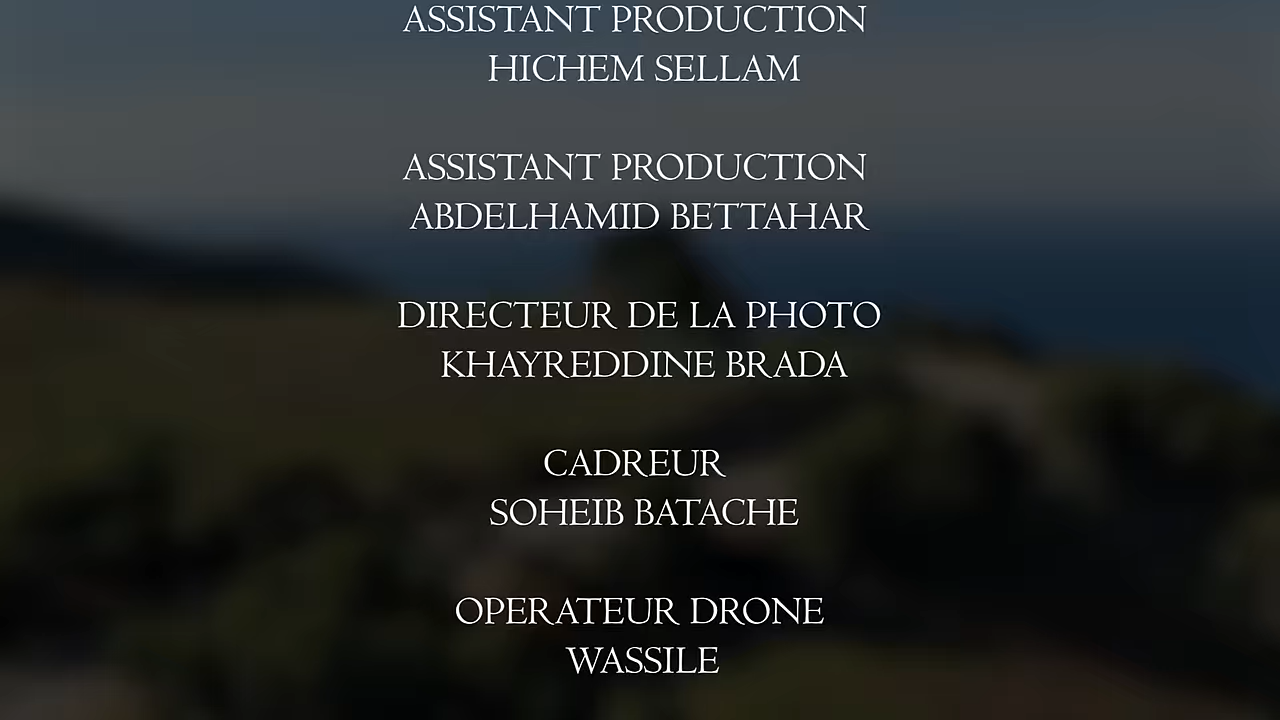 ASSISTANT PRODUCTION
HICHEM SELLAM
ASSISTANT PRODUCTION
ABDELHAMID BETTAHAR
DIRECTEUR DE LA PHOTO
KHAYREDDINE BRADA
CADREUR
SOHEIB BATACHE
OPERATEUR DRONE
WASSILE